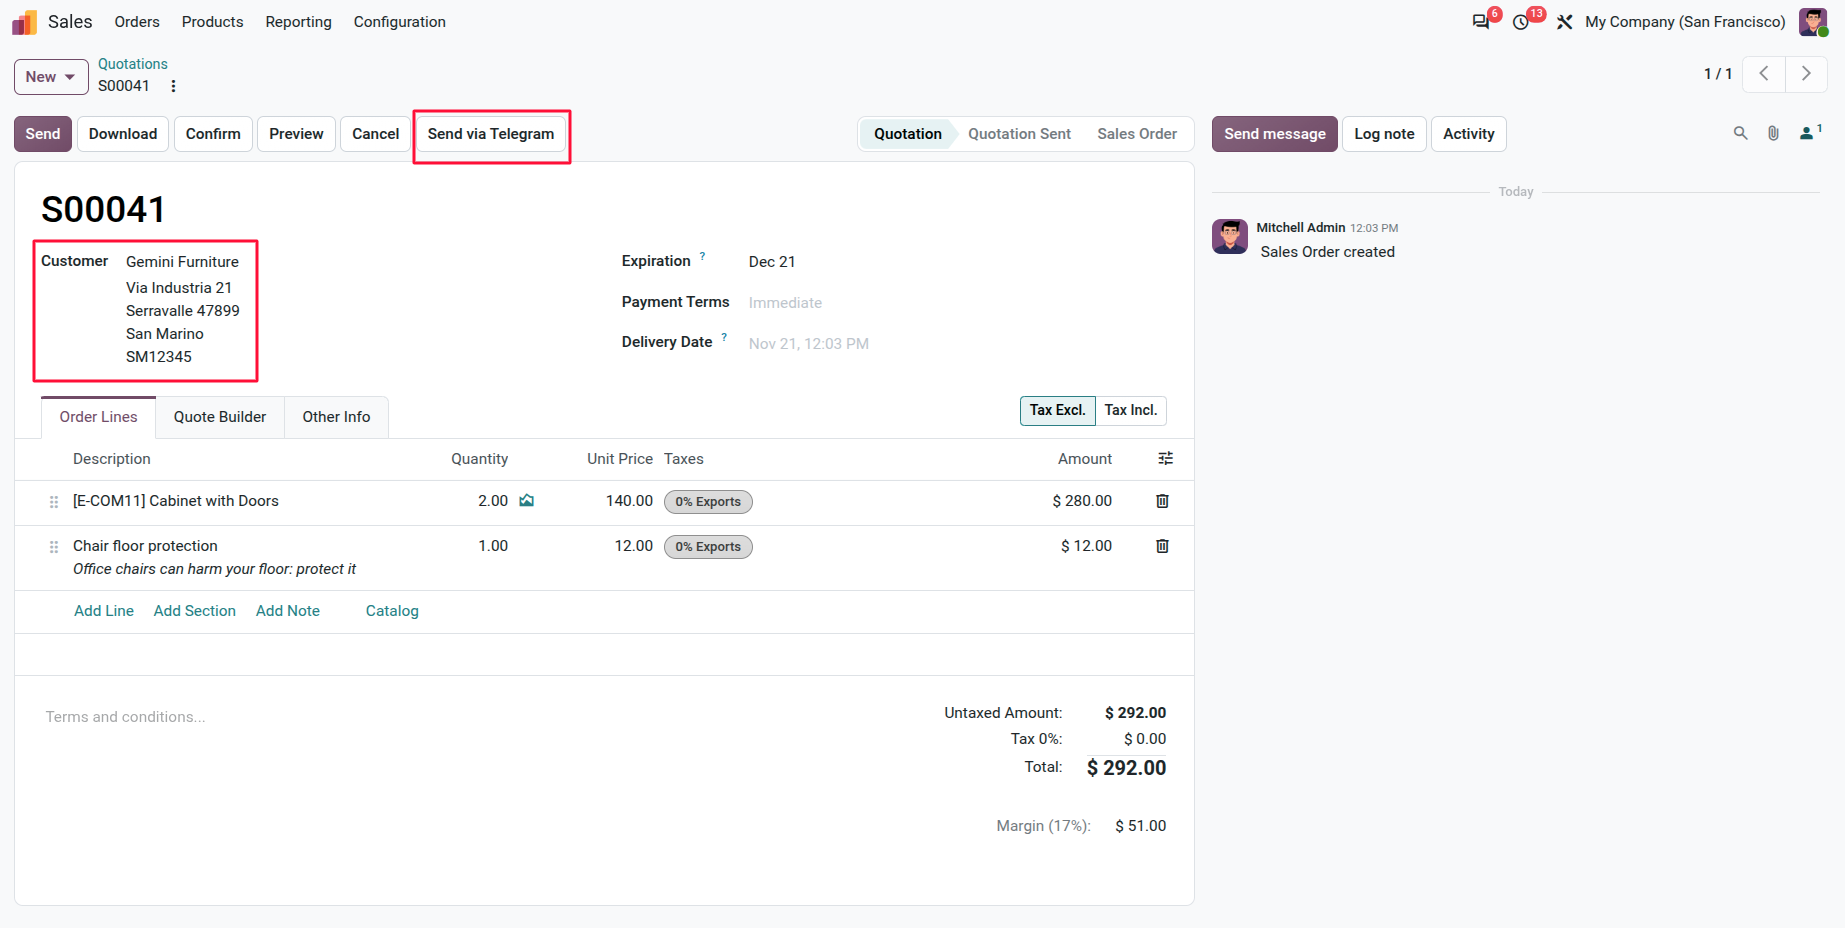 Sales Orders Products Reporting Configuration 6 13 My Company (San Francisco)
New Quotations
S00041
1 / 1
Send Download Confirm Preview Cancel Send via Telegram Quotation Quotation Sent Sales Order Send message Log note Activity 1
Today
S00041
Mitchell Admin 12:03 PM
Sales Order created
Customer Gemini Furniture
Via Industria 21
Serravalle 47899
San Marino
SM12345
Expiration ? Dec 21
Payment Terms Immediate
Delivery Date ? Nov 21, 12:03 PM
Order Lines Quote Builder Other Info Tax Excl. Tax Incl.
Description Quantity Unit Price Taxes Amount
[E-COM11] Cabinet with Doors 2.00 140.00 0% Exports $ 280.00
Chair floor protection 1.00 12.00 0% Exports $ 12.00
Office chairs can harm your floor: protect it
Add Line Add Section Add Note Catalog
Terms and conditions...
Untaxed Amount: $ 292.00
Tax 0%: $ 0.00
Total: $ 292.00
Margin (17%): $ 51.00